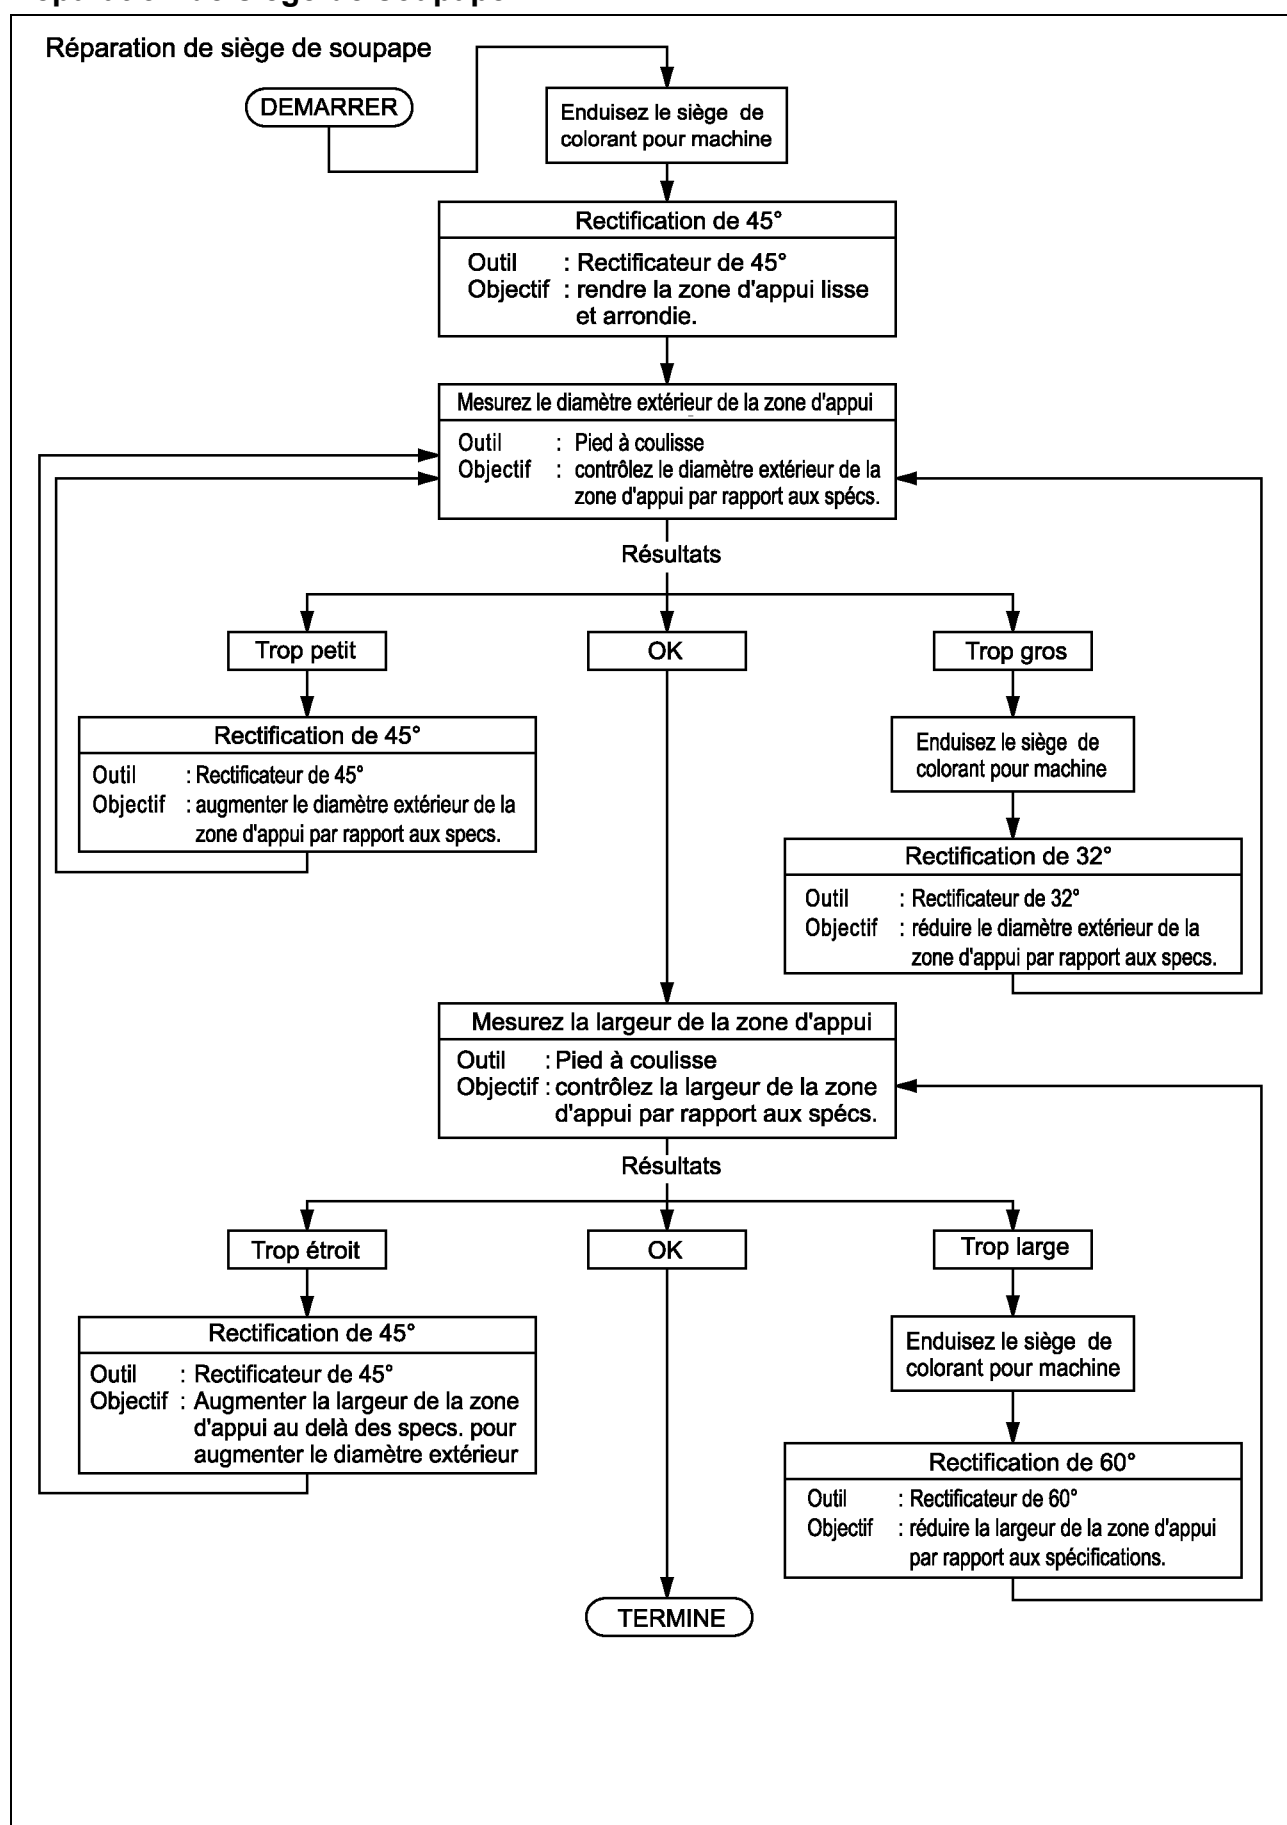 Réparation de siège de soupape
DEMARRER
Enduisez le siège de
colorant pour machine
Rectification de 45°
Outil : Rectificateur de 45°
Objectif : rendre la zone d'appui lisse
et arrondie.
Mesurez le diamètre extérieur de la zone d'appui
Outil : Pied à coulisse
Objectif : contrôlez le diamètre extérieur de la
zone d'appui par rapport aux spécs.
Résultats
Trop petit
OK
Trop gros
Rectification de 45°
Outil : Rectificateur de 45°
Objectif : augmenter le diamètre extérieur de la
zone d'appui par rapport aux specs.
Enduisez le siège de
colorant pour machine
Rectification de 32°
Outil : Rectificateur de 32°
Objectif : réduire le diamètre extérieur de la
zone d'appui par rapport aux specs.
Mesurez la largeur de la zone d'appui
Outil : Pied à coulisse
Objectif : contrôlez la largeur de la zone
d'appui par rapport aux spécs.
Résultats
Trop étroit
OK
Trop large
Rectification de 45°
Outil : Rectificateur de 45°
Objectif : Augmenter la largeur de la zone
d'appui au delà des specs. pour
augmenter le diamètre extérieur
Enduisez le siège de
colorant pour machine
Rectification de 60°
Outil : Rectificateur de 60°
Objectif : réduire la largeur de la zone d'appui
par rapport aux spécifications.
TERMINE